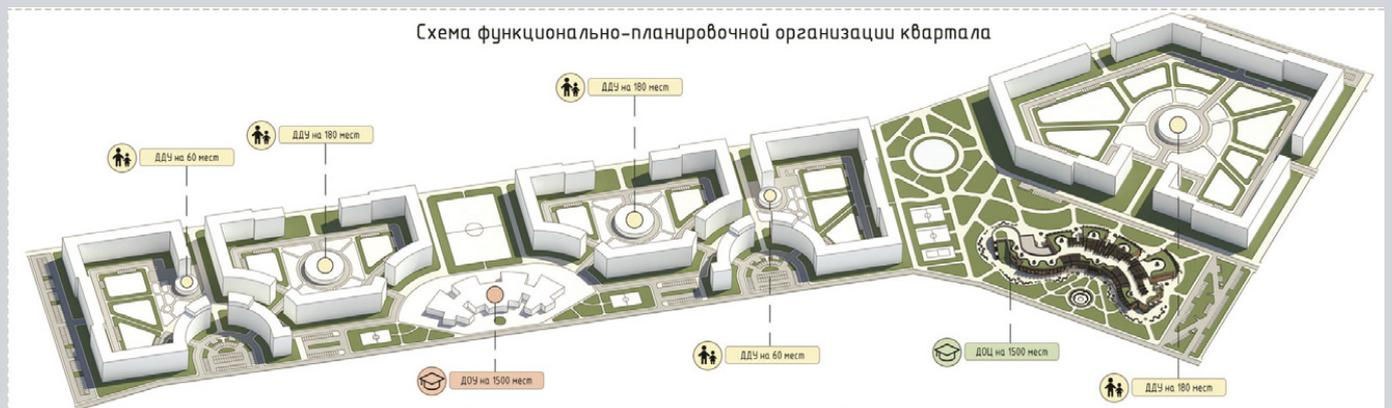 Схема функционально-планировочной организации квартала
ДДУ на 180 мест
ДДУ на 180 мест
ДДУ на 60 мест
ДДУ на 60 мест
ДОЦ на 1500 мест
ДОУ на 1500 мест
ДДУ на 180 мест